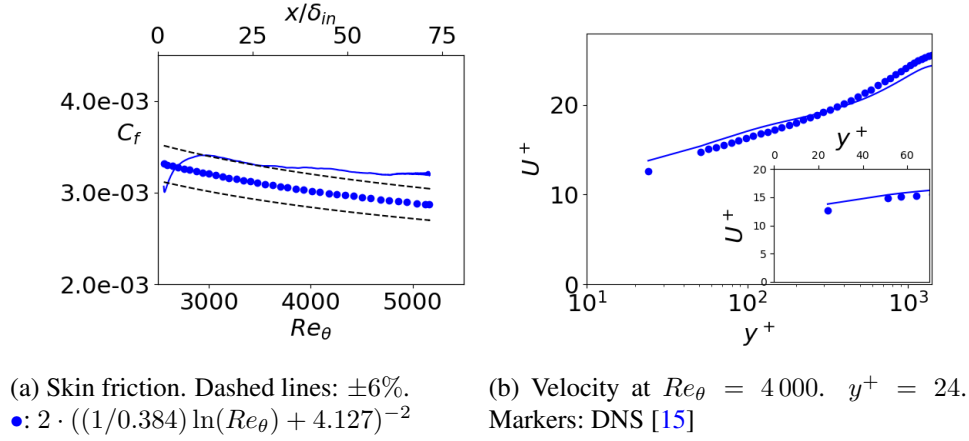 x/δ_in
0 25 50 75
4.0e-03
C_f
3.0e-03
2.0e-03
3000 4000 5000
Re_θ
20
U^+
10
0
10^1 10^2 10^3
y^+
y^+
0 20 40 60
20
15
U^+
10
5
0
(a) Skin friction. Dashed lines: ±6%.
●: 2 · ((1/0.384) ln(Re_θ) + 4.127)^{−2}
(b) Velocity at Re_θ = 4 000. y^+ = 24.
Markers: DNS [15]